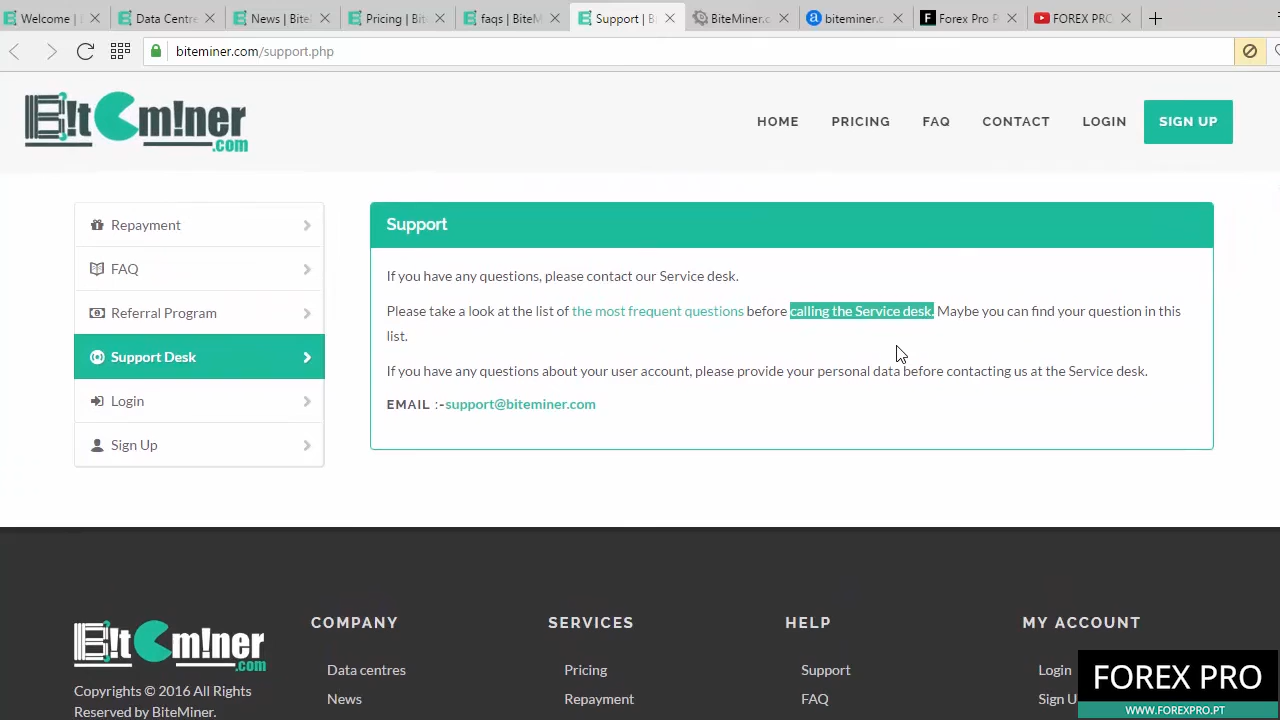 Welcome |
Data Centre
News | Bite
Pricing | Bit
faqs | BiteM
Support | B
BiteMiner.c
biteminer.c
Forex Pro P
FOREX PRO
biteminer.com/support.php
B!t m!ner
.com
HOME
PRICING
FAQ
CONTACT
LOGIN
SIGN UP
Repayment
FAQ
Referral Program
Support Desk
Login
Sign Up
Support
If you have any questions, please contact our Service desk.
Please take a look at the list of the most frequent questions before calling the Service desk. Maybe you can find your question in this
list.
If you have any questions about your user account, please provide your personal data before contacting us at the Service desk.
EMAIL :-support@biteminer.com
B!t m!ner
.com
Copyrights © 2016 All Rights
Reserved by BiteMiner.
COMPANY
Data centres
News
SERVICES
Pricing
Repayment
HELP
Support
FAQ
MY ACCOUNT
Login
Sign U
FOREX PRO
WWW.FOREXPRO.PT